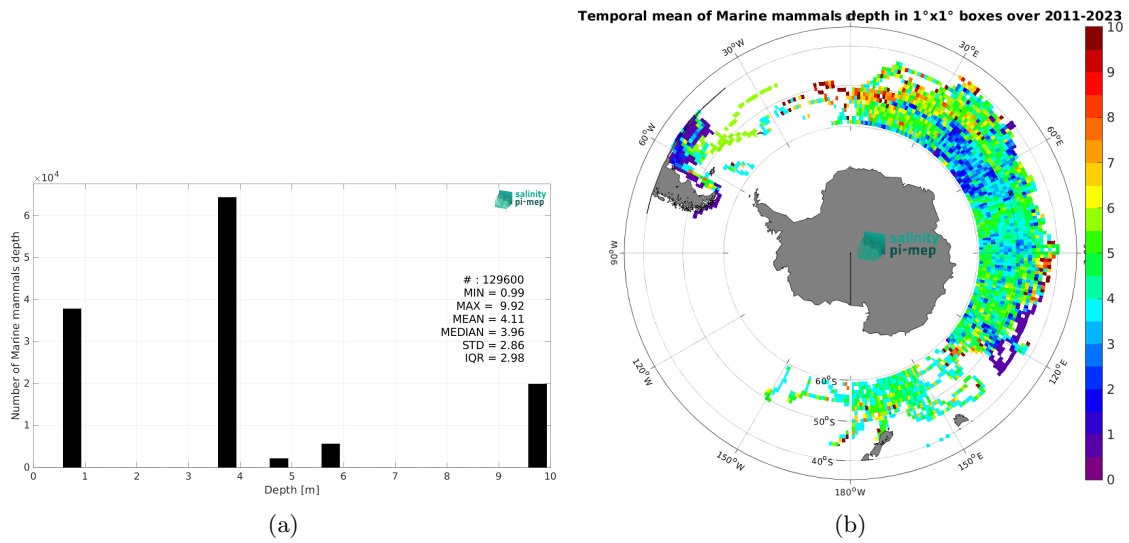 ×10⁴
7
6
5
4
3
2
1
0
Number of Marine mammals depth
salinity
pi-mep
# : 129600
MIN = 0.99
MAX = 9.92
MEAN = 4.11
MEDIAN = 3.96
STD = 2.86
IQR = 2.98
0 1 2 3 4 5 6 7 8 9 10
Depth [m]
(a)
Temporal mean of Marine mammals depth in 1°x1° boxes over 2011-2023
30°W
30°E
60°W
60°E
90°W
120°W
120°E
150°W
150°E
180°W
60°S
50°S
40°S
salinity
pi-mep
10
9
8
7
6
5
4
3
2
1
0
(b)